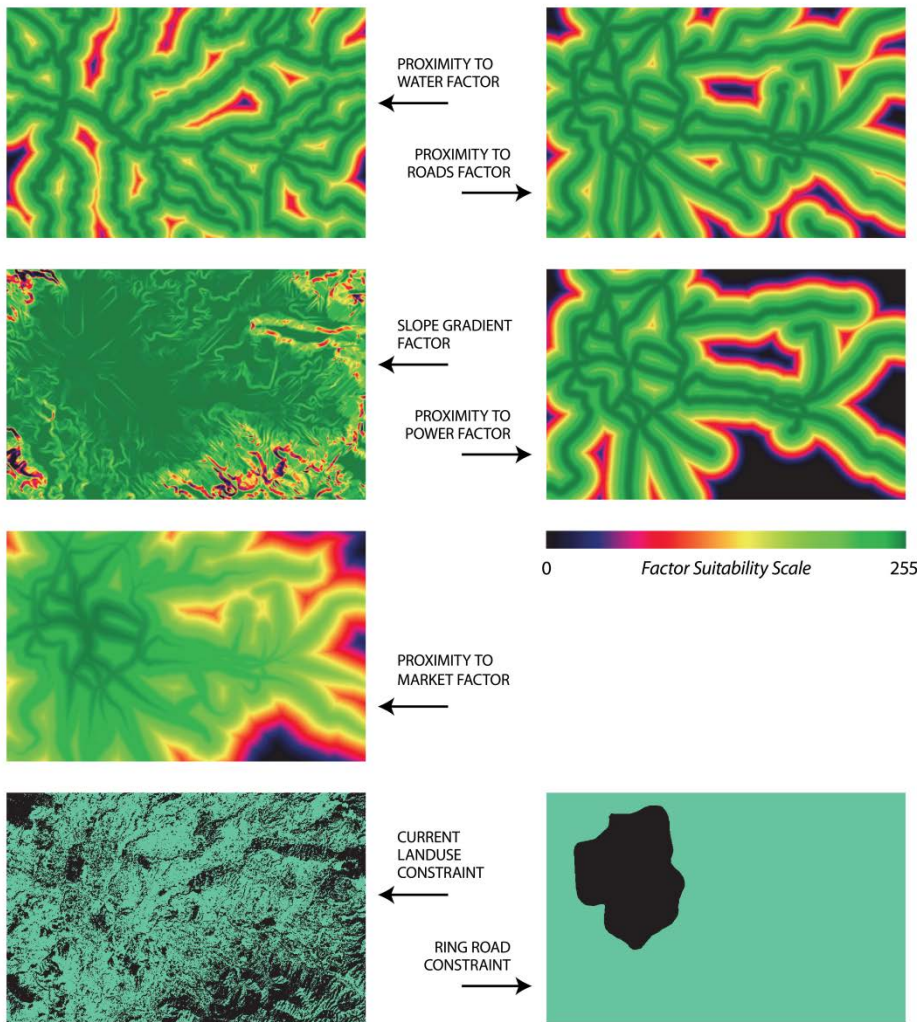 PROXIMITY TO
WATER FACTOR
PROXIMITY TO
ROADS FACTOR
SLOPE GRADIENT
FACTOR
PROXIMITY TO
POWER FACTOR
0 Factor Suitability Scale 255
PROXIMITY TO
MARKET FACTOR
CURRENT
LANDUSE
CONSTRAINT
RING ROAD
CONSTRAINT